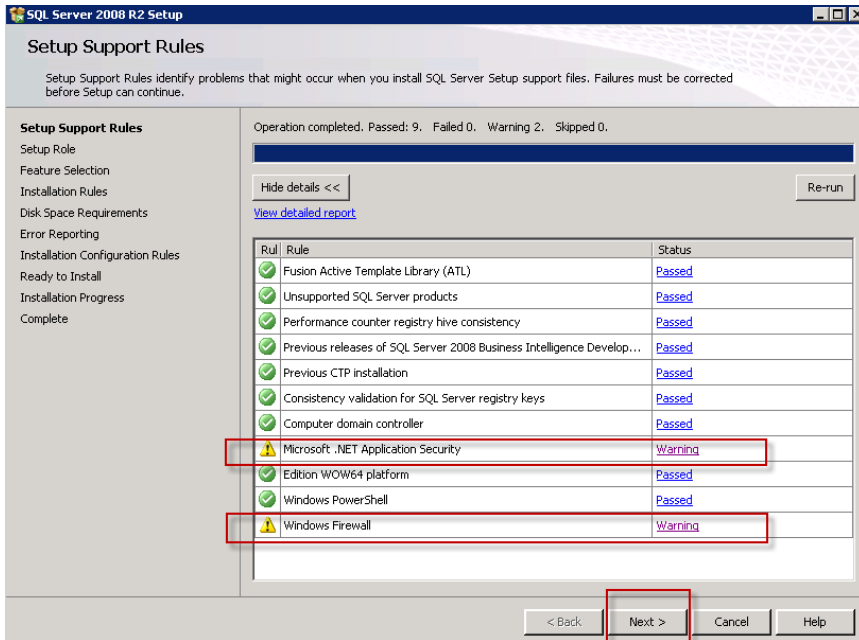 SQL Server 2008 R2 Setup
Setup Support Rules
Setup Support Rules identify problems that might occur when you install SQL Server Setup support files. Failures must be corrected
before Setup can continue.
Setup Support Rules
Setup Role
Feature Selection
Installation Rules
Disk Space Requirements
Error Reporting
Installation Configuration Rules
Ready to Install
Installation Progress
Complete
Operation completed. Passed: 9.   Failed 0.   Warning 2.   Skipped 0.
Hide details <<
Re-run
View detailed report
Rul Rule Status
Fusion Active Template Library (ATL) Passed
Unsupported SQL Server products Passed
Performance counter registry hive consistency Passed
Previous releases of SQL Server 2008 Business Intelligence Develop... Passed
Previous CTP installation Passed
Consistency validation for SQL Server registry keys Passed
Computer domain controller Passed
Microsoft .NET Application Security Warning
Edition WOW64 platform Passed
Windows PowerShell Passed
Windows Firewall Warning
< Back Next > Cancel Help